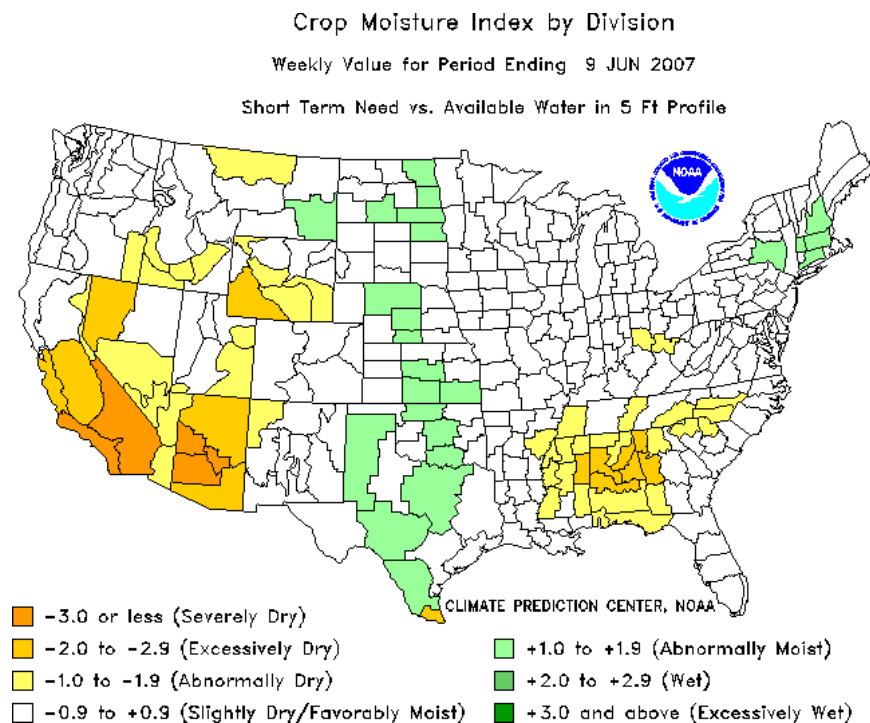 Crop Moisture Index by Division
Weekly Value for Period Ending 9 JUN 2007
Short Term Need vs. Available Water in 5 Ft Profile
NOAA
CLIMATE PREDICTION CENTER, NOAA
-3.0 or less (Severely Dry)
-2.0 to -2.9 (Excessively Dry)
-1.0 to -1.9 (Abnormally Dry)
-0.9 to +0.9 (Slightly Dry/Favorably Moist)
+1.0 to +1.9 (Abnormally Moist)
+2.0 to +2.9 (Wet)
+3.0 and above (Excessively Wet)